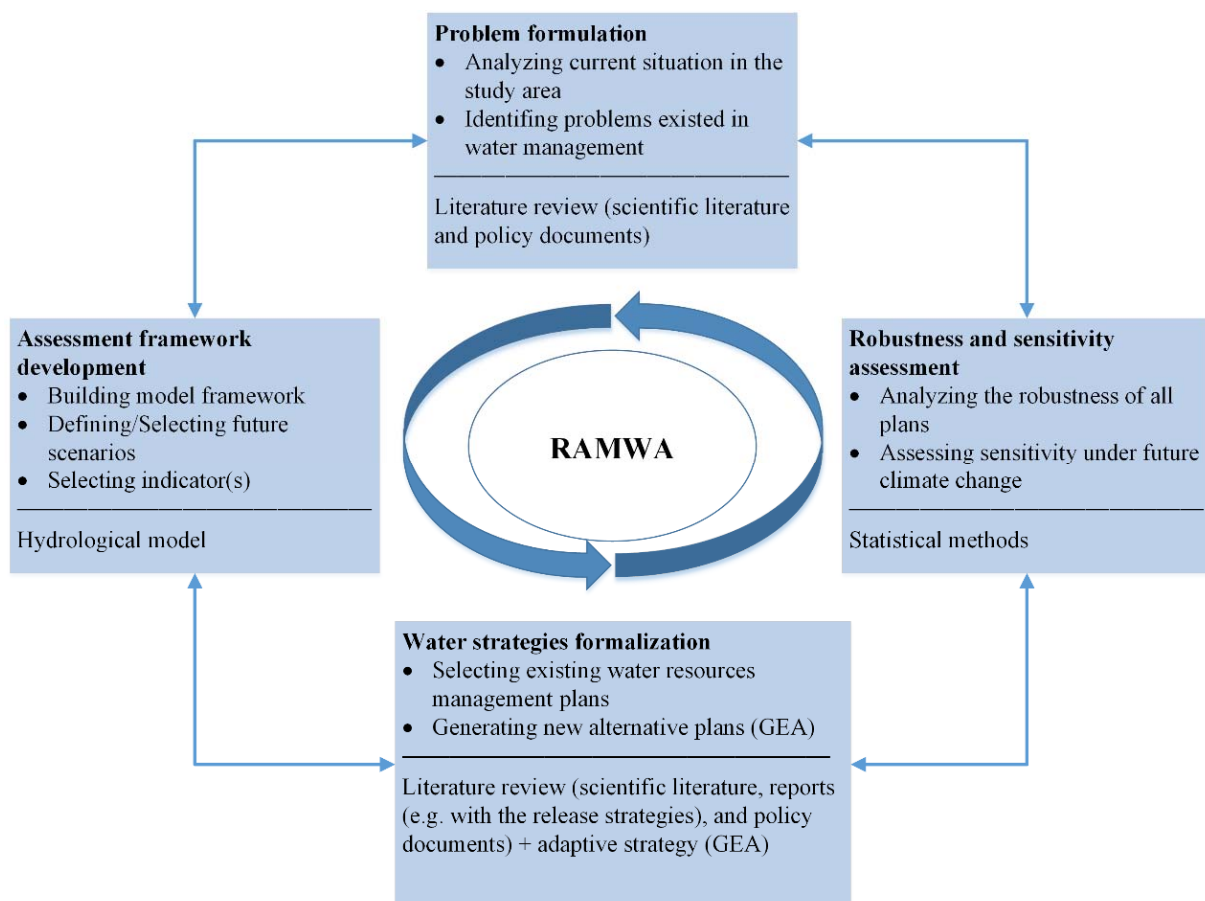 Problem formulation
• Analyzing current situation in the
study area
• Identifing problems existed in
water management
Literature review (scientific literature
and policy documents)
Assessment framework
development
• Building model framework
• Defining/Selecting future
scenarios
• Selecting indicator(s)
Hydrological model
RAMWA
Robustness and sensitivity
assessment
• Analyzing the robustness of all
plans
• Assessing sensitivity under future
climate change
Statistical methods
Water strategies formalization
• Selecting existing water resources
management plans
• Generating new alternative plans (GEA)
Literature review (scientific literature, reports
(e.g. with the release strategies), and policy
documents) + adaptive strategy (GEA)